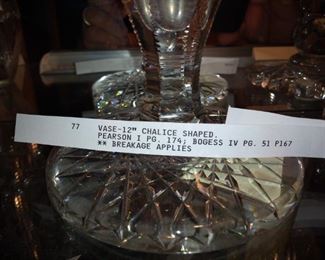 77 VASE-12" CHALICE SHAPED.
PEARSON I PG. 174; BOGESS IV PG. 51 P167
** BREAKAGE APPLIES